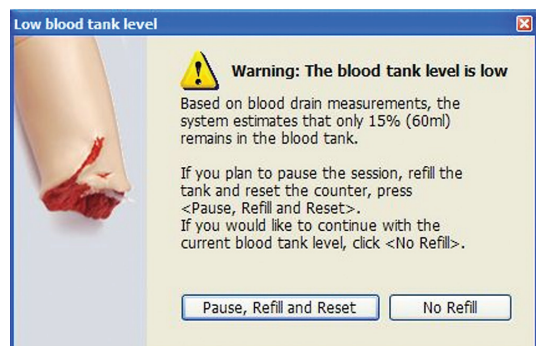 Low blood tank level
Warning: The blood tank level is low
Based on blood drain measurements, the
system estimates that only 15% (60ml)
remains in the blood tank.
If you plan to pause the session, refill the
tank and reset the counter, press
<Pause, Refill and Reset>.
If you would like to continue with the
current blood tank level, click <No Refill>.
Pause, Refill and Reset
No Refill